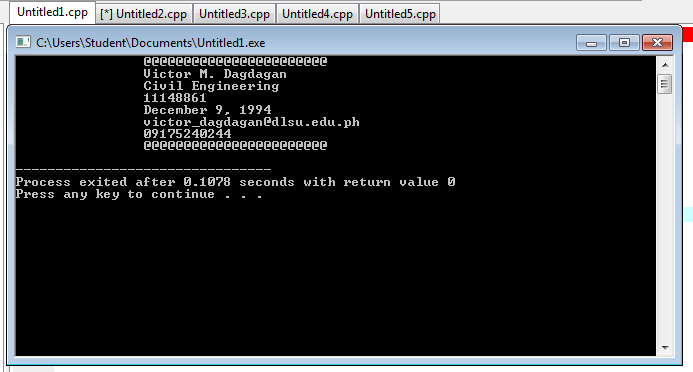 Untitled1.cpp [*] Untitled2.cpp Untitled3.cpp Untitled4.cpp Untitled5.cpp
C:\Users\Student\Documents\Untitled1.exe
@@@@@@@@@@@@@@@@@@@@@@@
Victor M. Dagdagan
Civil Engineering
11148861
December 9, 1994
victor_dagdagan@dlsu.edu.ph
09175240244
@@@@@@@@@@@@@@@@@@@@@@@
--------------------------------
Process exited after 0.1078 seconds with return value 0
Press any key to continue . . .